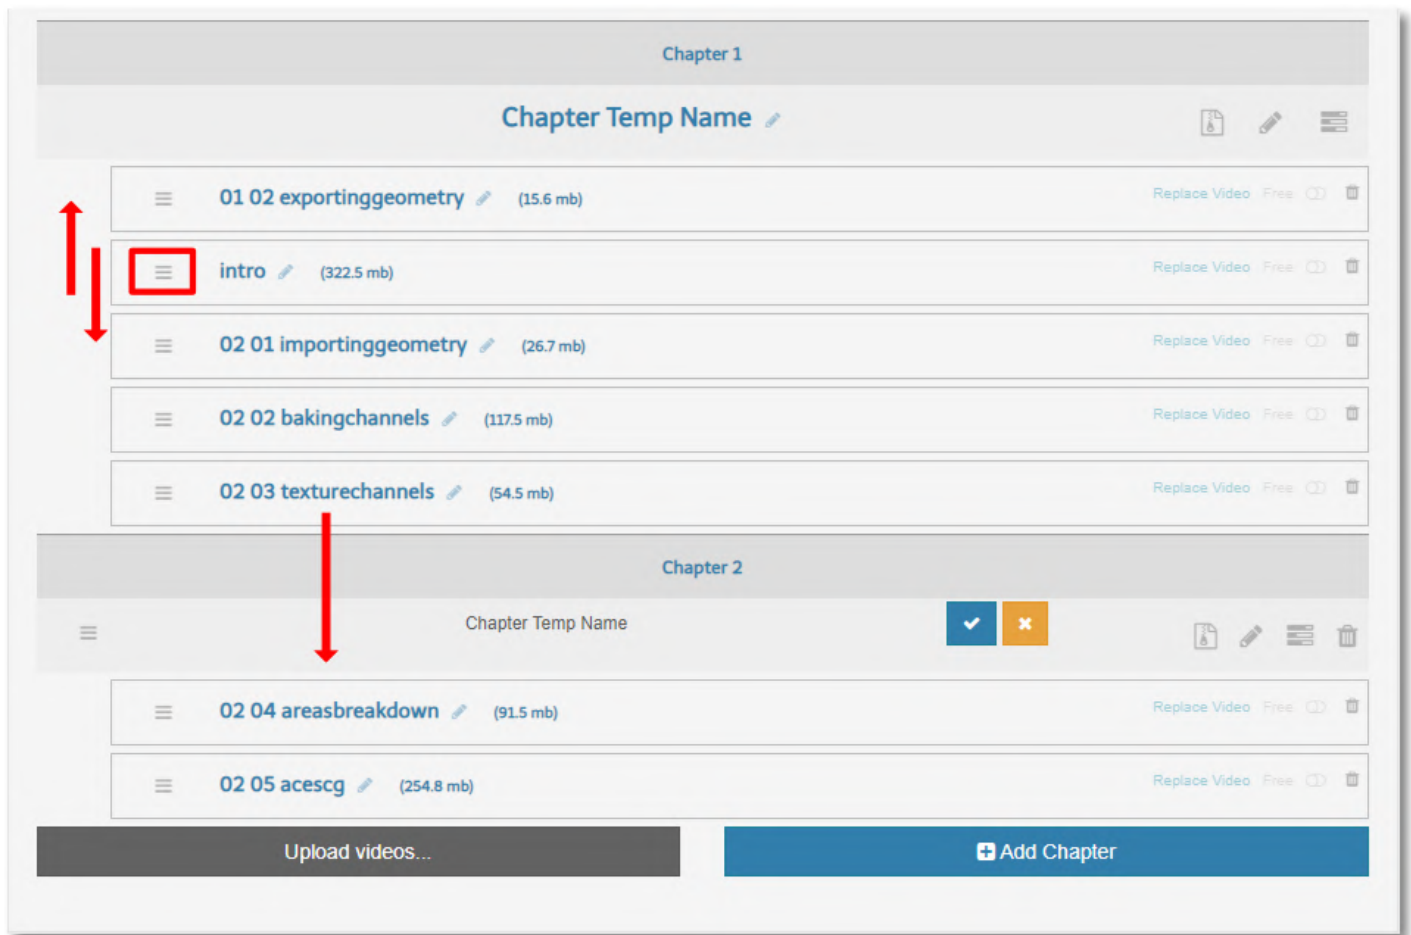 Chapter 1
Chapter Temp Name
01 02 exportinggeometry (15.6 mb) Replace Video Free
intro (322.5 mb) Replace Video Free
02 01 importinggeometry (26.7 mb) Replace Video Free
02 02 bakingchannels (117.5 mb) Replace Video Free
02 03 texturechannels (54.5 mb) Replace Video Free
Chapter 2
Chapter Temp Name
02 04 areasbreakdown (91.5 mb) Replace Video Free
02 05 acescg (254.8 mb) Replace Video Free
Upload videos... Add Chapter